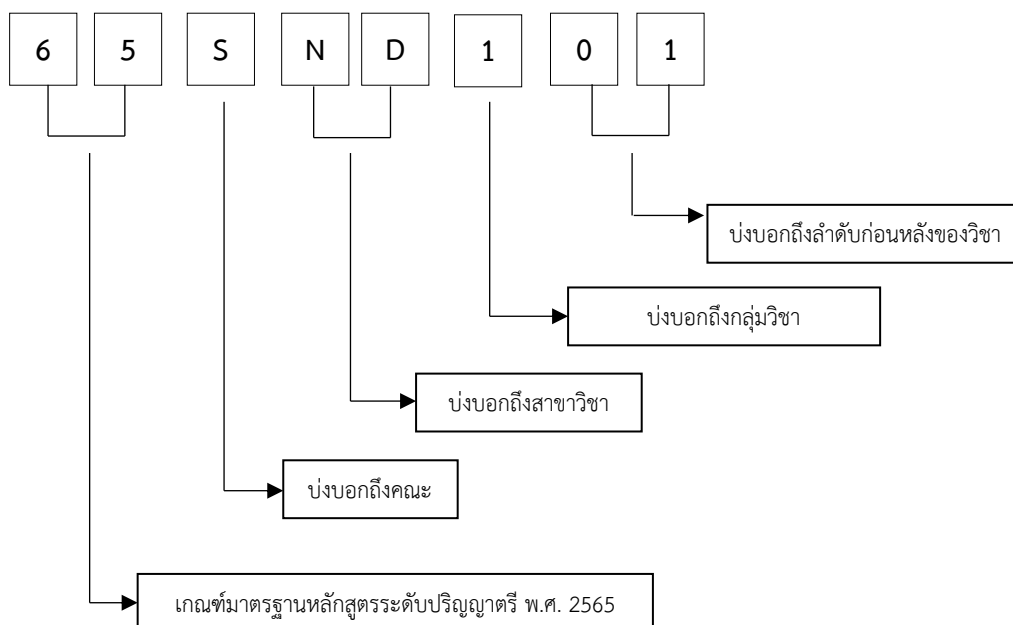 6 5 S N D 1 0 1
บ่งบอกถึงลำดับก่อนหลังของวิชา
บ่งบอกถึงกลุ่มวิชา
บ่งบอกถึงสาขาวิชา
บ่งบอกถึงคณะ
เกณฑ์มาตรฐานหลักสูตรระดับปริญญาตรี พ.ศ. 2565